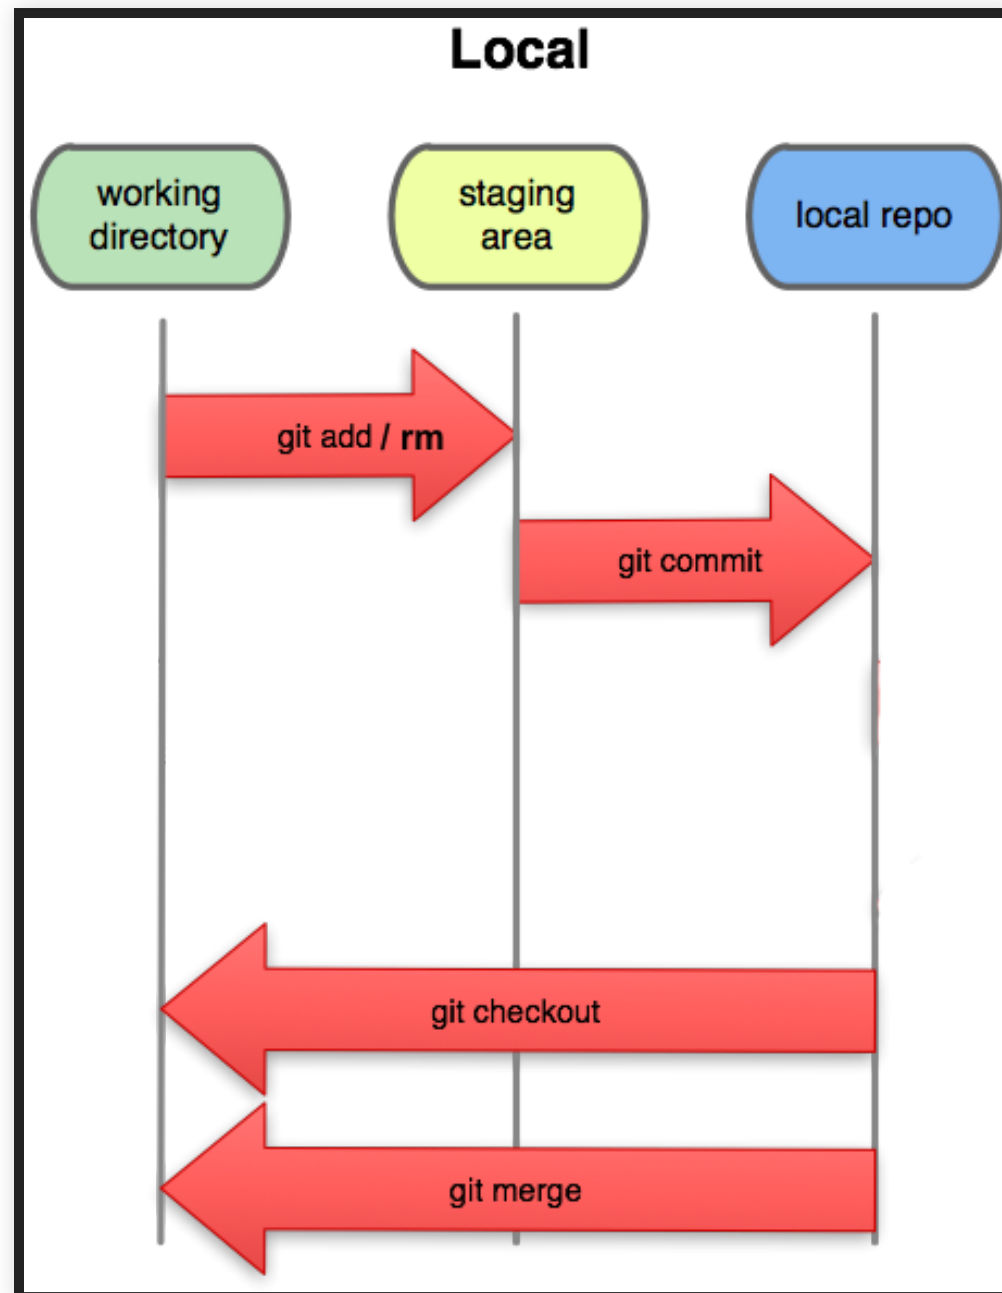 Local
working
directory
staging
area
local repo
git add / rm
git commit
git checkout
git merge